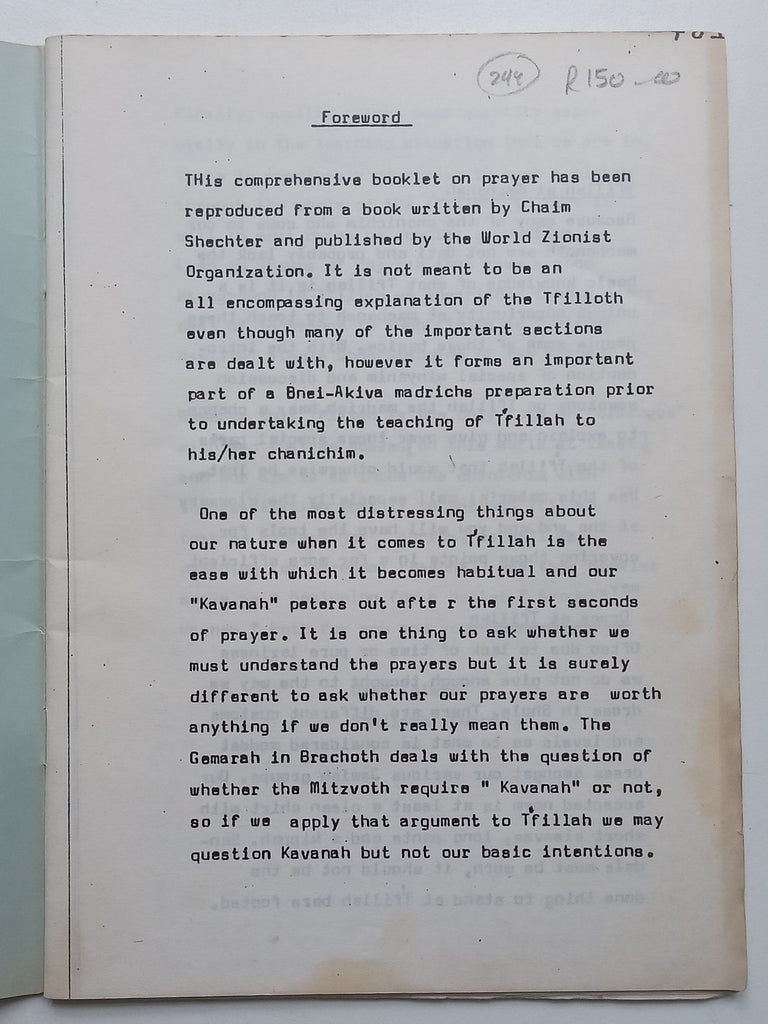 244 R150-00
Foreword
THis comprehensive booklet on prayer has been
reproduced from a book written by Chaim
Shechter and published by the World Zionist
Organization. It is not meant to be an
all encompassing explanation of the Tfilloth
even though many of the important sections
are dealt with, however it forms an important
part of a Bnei-Akiva madrichs preparation prior
to undertaking the teaching of T'fillah to
his/her chanichim.
One of the most distressing things about
our nature when it comes to T'fillah is the
ease with which it becomes habitual and our
"Kavanah" peters out afte r the first seconds
of prayer. It is one thing to ask whether we
must understand the prayers but it is surely
different to ask whether our prayers are worth
anything if we don't really mean them. The
Gemarah in Brachoth deals with the question of
whether the Mitzvoth require " Kavanah" or not,
so if we apply that argument to T'fillah we may
question Kavanah but not our basic intentions.